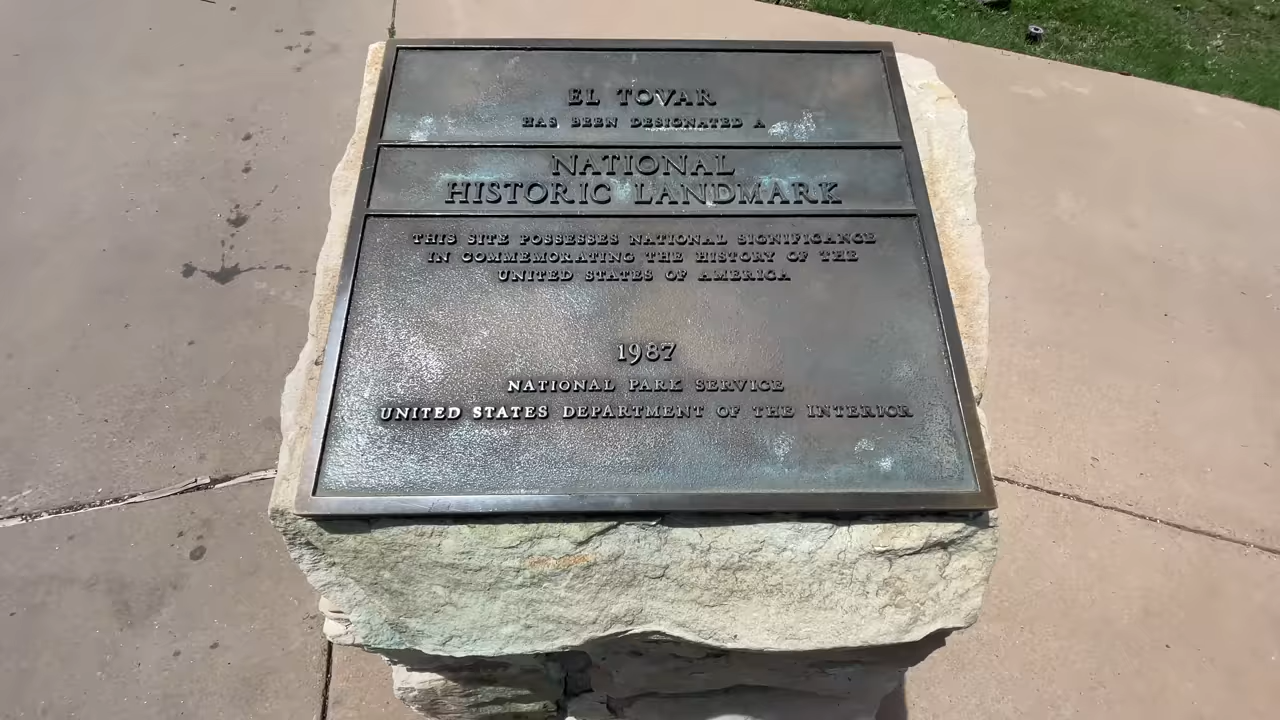 EL TOVAR
HAS BEEN DESIGNATED A
NATIONAL
HISTORIC LANDMARK
THIS SITE POSSESSES NATIONAL SIGNIFICANCE
IN COMMEMORATING THE HISTORY OF THE
UNITED STATES OF AMERICA
1987
NATIONAL PARK SERVICE
UNITED STATES DEPARTMENT OF THE INTERIOR